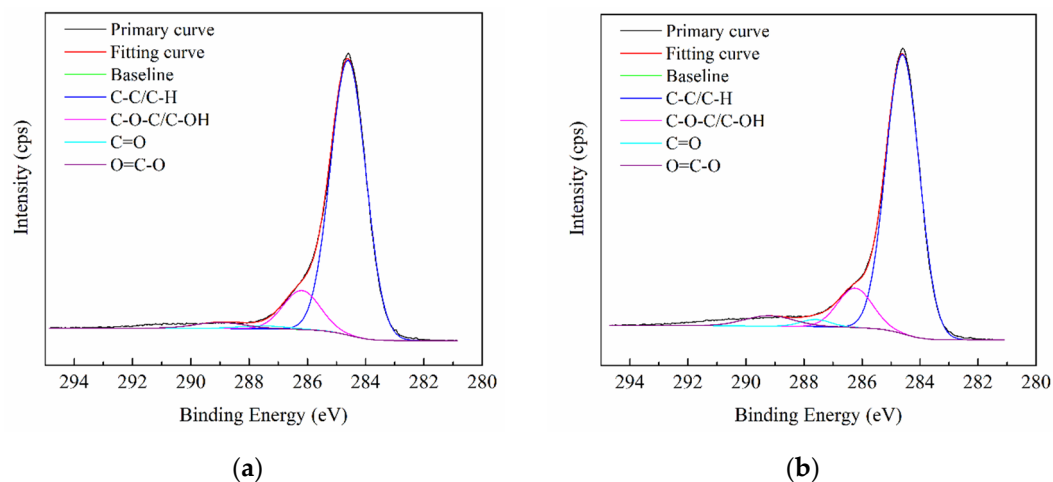 Primary curve
Fitting curve
Baseline
C-C/C-H
C-O-C/C-OH
C=O
O=C-O
Intensity (cps)
294 292 290 288 286 284 282 280
Binding Energy (eV)
(a)
Primary curve
Fitting curve
Baseline
C-C/C-H
C-O-C/C-OH
C=O
O=C-O
Intensity (cps)
294 292 290 288 286 284 282 280
Binding Energy (eV)
(b)